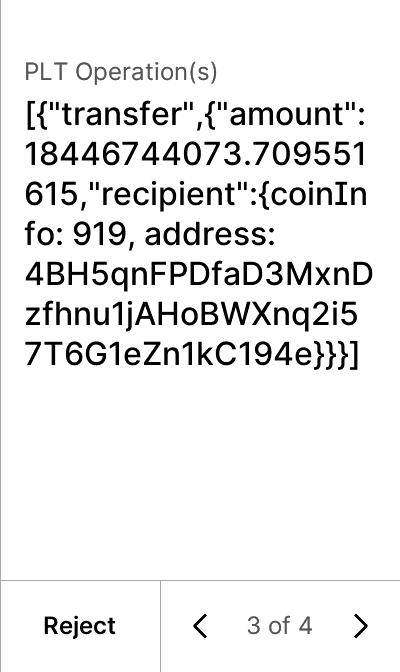 PLT Operation(s)
[{"transfer",{"amount":
18446744073.709551
615,"recipient":{coinIn
fo: 919, address:
4BH5qnFPDfaD3MxnD
zfhnu1jAHoBWXnq2i5
7T6G1eZn1kC194e}}}]
Reject
3 of 4